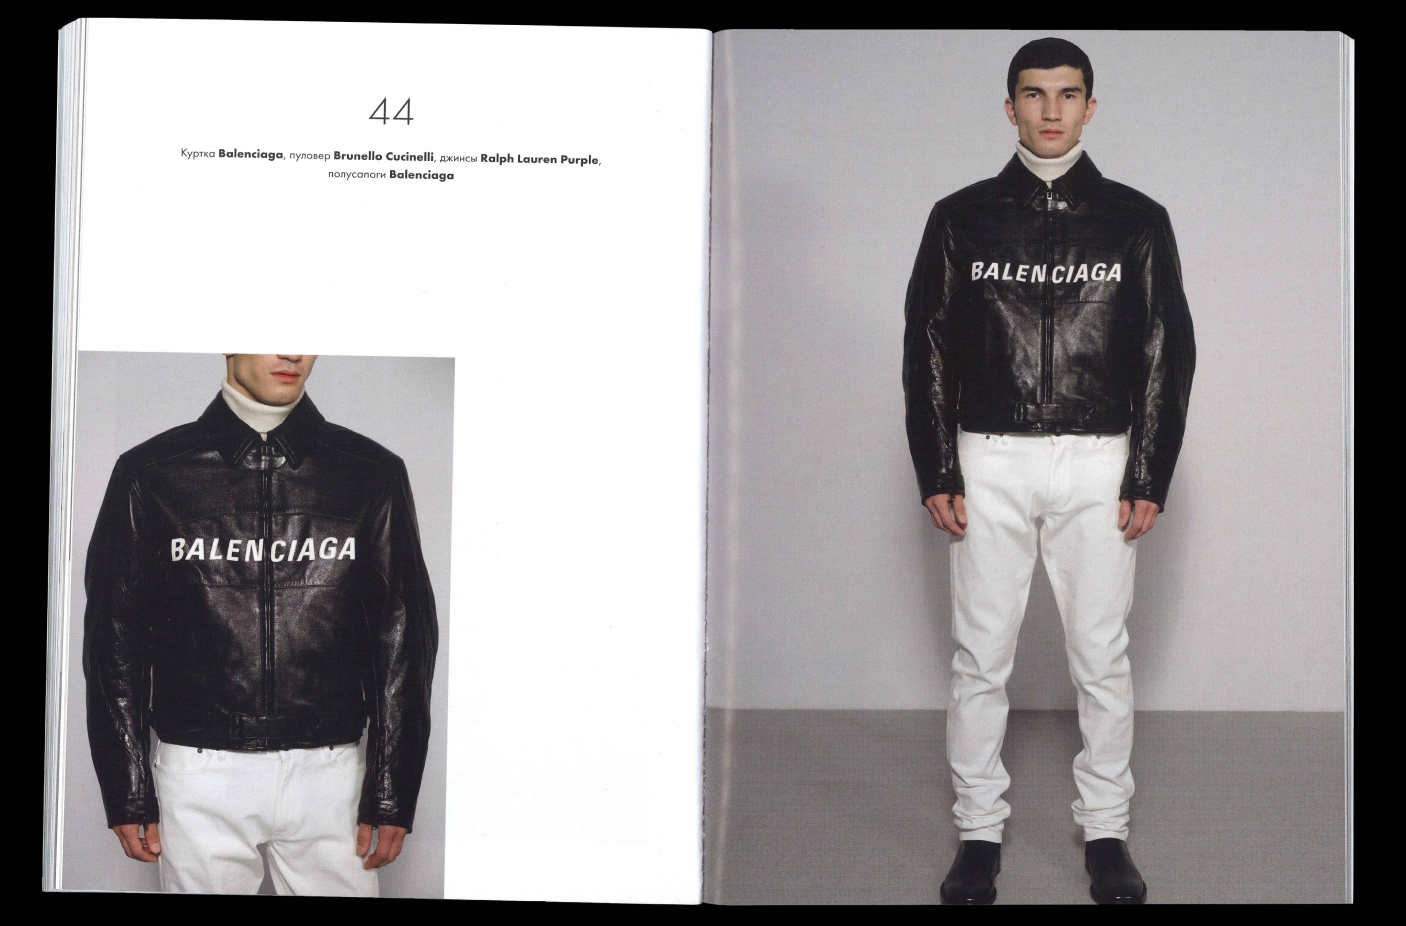 44
Куртка Balenciaga, пуловер Brunello Cucinelli, джинсы Ralph Lauren Purple,
полусапоги Balenciaga
BALENCIAGA
BALENCIAGA